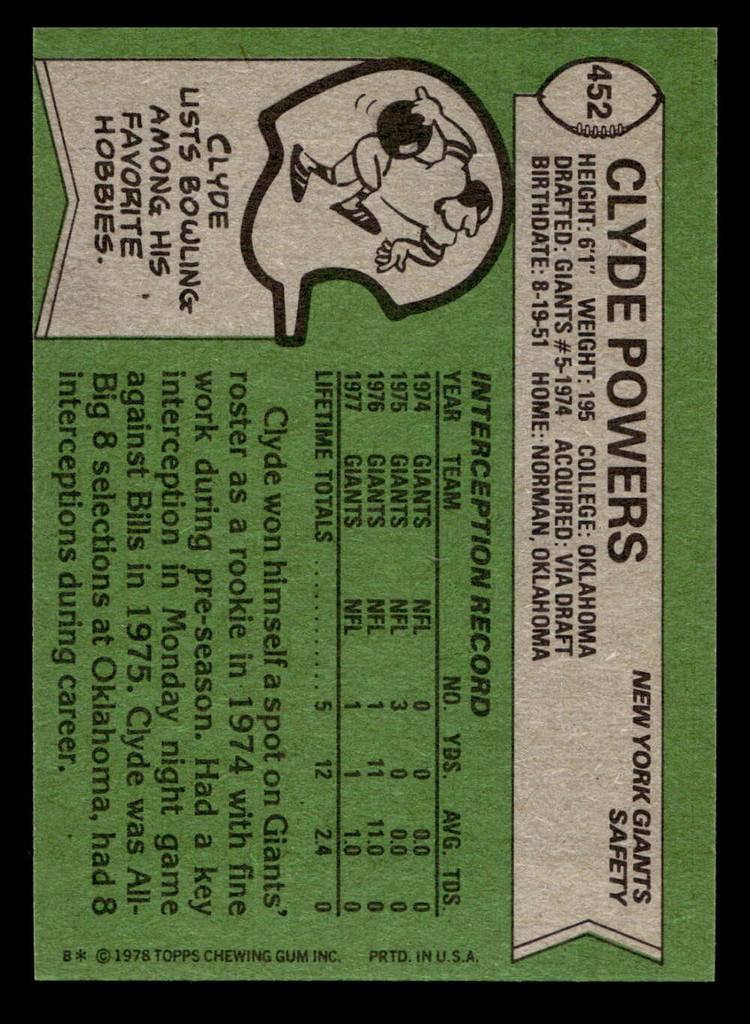 452
CLYDE POWERS
NEW YORK GIANTS
SAFETY
HEIGHT: 6'1" WEIGHT: 195 COLLEGE: OKLAHOMA
DRAFTED: GIANTS #5-1974 ACQUIRED: VIA DRAFT
BIRTHDATE: 8-19-51 HOME: NORMAN, OKLAHOMA
INTERCEPTION RECORD
YEAR TEAM NO. YDS. AVG. TDS.
1974 GIANTS NFL 0 0 0.0 0
1975 GIANTS NFL 3 0 0.0 0
1976 GIANTS NFL 1 11 11.0 0
1977 GIANTS NFL 1 1 1.0 0
LIFETIME TOTALS ............ 5 12 2.4 0
Clyde won himself a spot on Giants'
roster as a rookie in 1974 with fine
work during pre-season. Had a key
interception in Monday night game
against Bills in 1975. Clyde was All-
Big 8 selections at Oklahoma, had 8
interceptions during career.
CLYDE
LISTS BOWLING
AMONG HIS
FAVORITE
HOBBIES.
B* © 1978 TOPPS CHEWING GUM INC. PRTD. IN U.S.A.